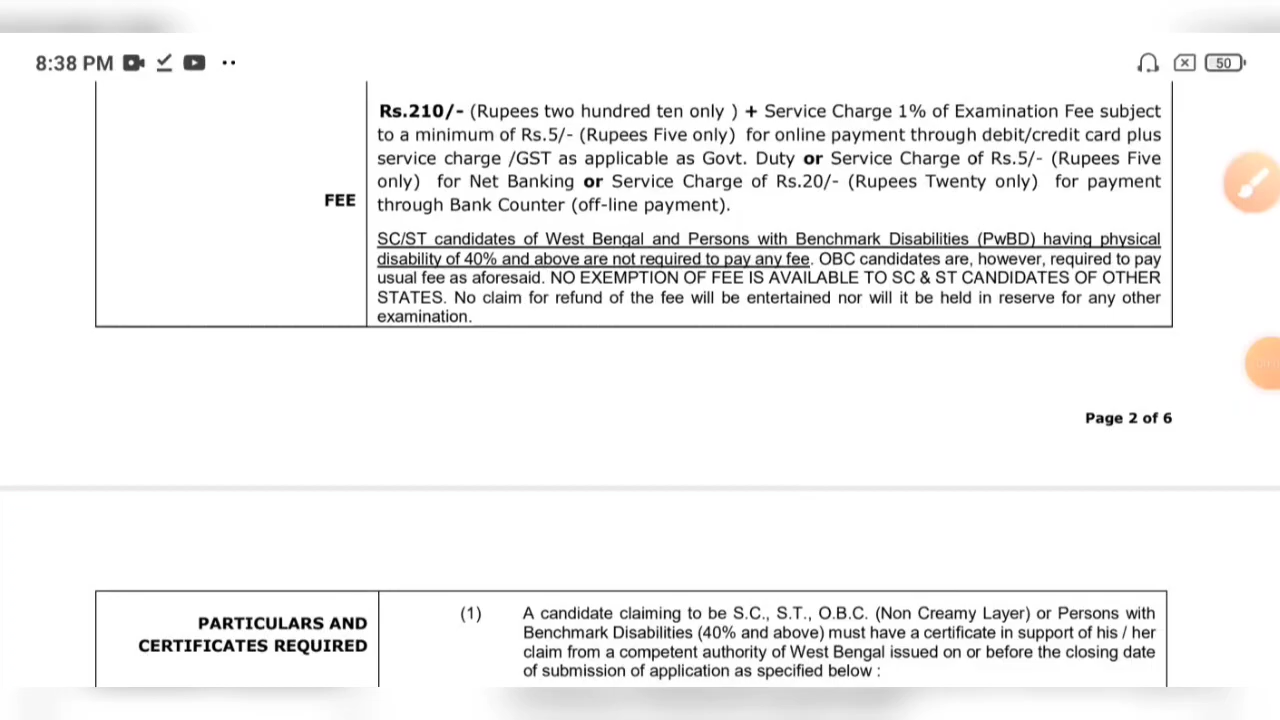 8:38 PM
50
Rs.210/- (Rupees two hundred ten only ) + Service Charge 1% of Examination Fee subject
to a minimum of Rs.5/- (Rupees Five only) for online payment through debit/credit card plus
service charge /GST as applicable as Govt. Duty or Service Charge of Rs.5/- (Rupees Five
only) for Net Banking or Service Charge of Rs.20/- (Rupees Twenty only) for payment
through Bank Counter (off-line payment).
FEE
SC/ST candidates of West Bengal and Persons with Benchmark Disabilities (PwBD) having physical
disability of 40% and above are not required to pay any fee. OBC candidates are, however, required to pay
usual fee as aforesaid. NO EXEMPTION OF FEE IS AVAILABLE TO SC & ST CANDIDATES OF OTHER
STATES. No claim for refund of the fee will be entertained nor will it be held in reserve for any other
examination.
Page 2 of 6
PARTICULARS AND
CERTIFICATES REQUIRED
(1) A candidate claiming to be S.C., S.T., O.B.C. (Non Creamy Layer) or Persons with
Benchmark Disabilities (40% and above) must have a certificate in support of his / her
claim from a competent authority of West Bengal issued on or before the closing date
of submission of application as specified below :